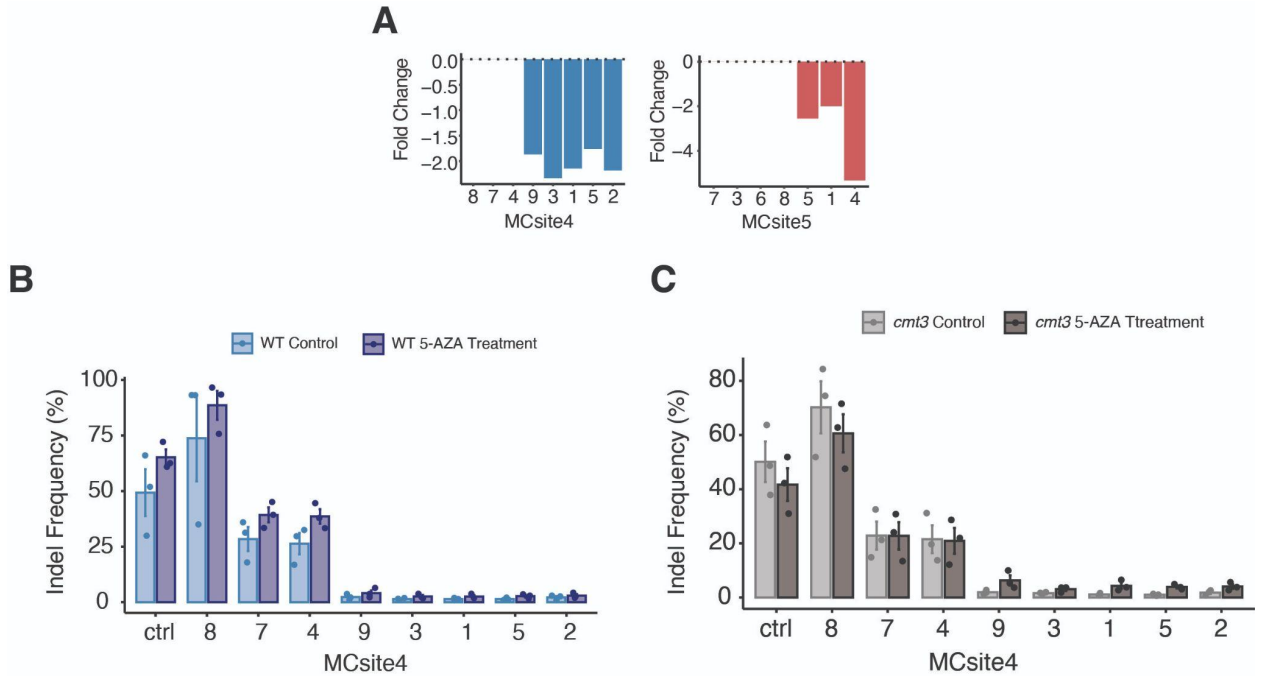 A
Fold Change
0.0
−0.5
−1.0
−1.5
−2.0
8 7 4 9 3 1 5 2
MCsite4
Fold Change
0
−2
−4
7 3 6 8 5 1 4
MCsite5
B
WT Control
WT 5-AZA Treatment
Indel Frequency (%)
100
75
50
25
0
ctrl 8 7 4 9 3 1 5 2
MCsite4
C
cmt3 Control
cmt3 5-AZA Ttreatment
Indel Frequency (%)
80
60
40
20
0
ctrl 8 7 4 9 3 1 5 2
MCsite4